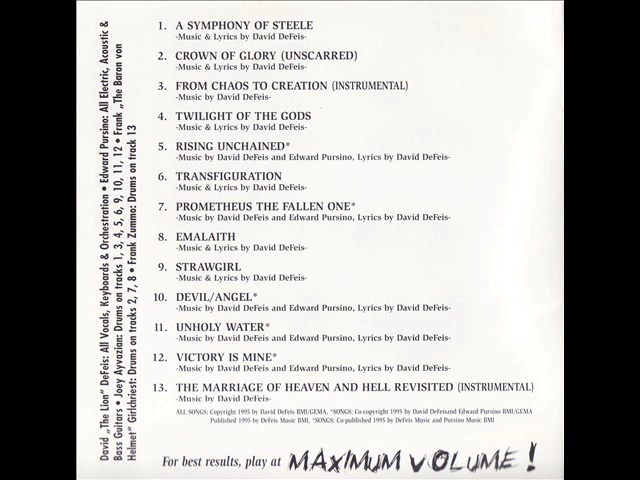 David „The Lion“ DeFeis: All Vocals, Keyboards & Orchestration • Edward Pursino: All Electric, Acoustic &
Bass Guitars • Joey Ayvazian: Drums on tracks 1, 3, 4, 5, 6, 9, 10, 11, 12 • Frank „The Baron von
Helmet“ Girlchriest: Drums on tracks 2, 7, 8 • Frank Zummo: Drums on track 13
1. A SYMPHONY OF STEELE
-Music & Lyrics by David DeFeis-
2. CROWN OF GLORY (UNSCARRED)
-Music & Lyrics by David DeFeis-
3. FROM CHAOS TO CREATION (INSTRUMENTAL)
-Music by David DeFeis-
4. TWILIGHT OF THE GODS
-Music & Lyrics by David DeFeis-
5. RISING UNCHAINED*
-Music by David DeFeis and Edward Pursino, Lyrics by David DeFeis-
6. TRANSFIGURATION
-Music & Lyrics by David DeFeis-
7. PROMETHEUS THE FALLEN ONE*
-Music by David DeFeis and Edward Pursino, Lyrics by David DeFeis-
8. EMALAITH
-Music & Lyrics by David DeFeis-
9. STRAWGIRL
-Music & Lyrics by David DeFeis-
10. DEVIL/ANGEL*
-Music by David DeFeis and Edward Pursino, Lyrics by David DeFeis-
11. UNHOLY WATER*
-Music by David DeFeis and Edward Pursino, Lyrics by David DeFeis-
12. VICTORY IS MINE*
-Music by David DeFeis and Edward Pursino, Lyrics by David DeFeis-
13. THE MARRIAGE OF HEAVEN AND HELL REVISITED (INSTRUMENTAL)
-Music by David DeFeis-
ALL SONGS: Copyright 1995 by David DeFeis BMI/GEMA, *SONGS: Co-copyright 1995 by David DeFeisand Edward Pursino BMI/GEMA
Published 1995 by DeFeis Music BMI, *SONGS: Co-published 1995 by DeFeis Music and Pursino Music BMI
For best results, play at MAXIMUM VOLUME!